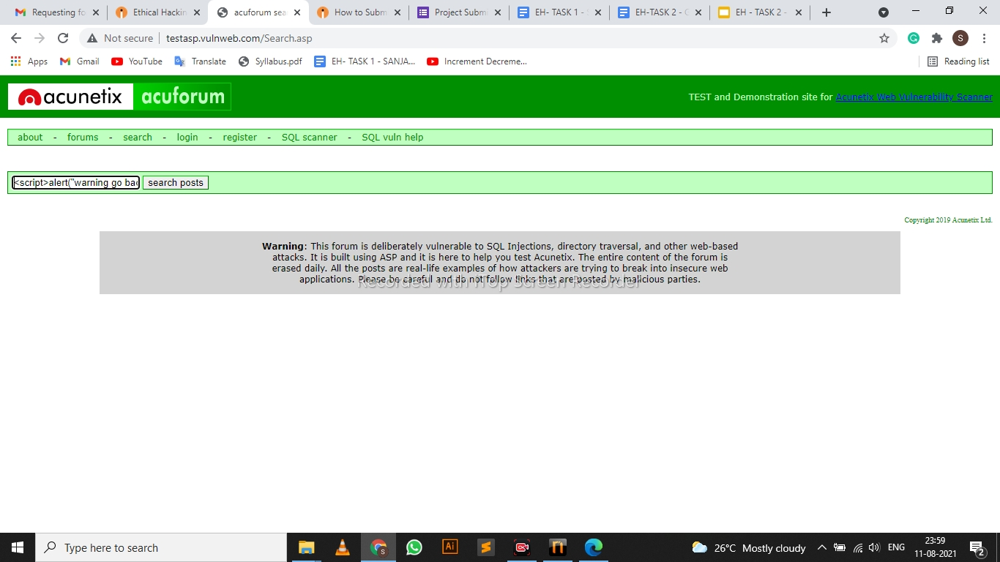 Requesting fo
Ethical Hackin
acuforum sea
How to Subm
Project Submi
EH- TASK 1 -
EH-TASK 2 -
EH - TASK 2 -
Not secure
testasp.vulnweb.com/Search.asp
S
Apps
Gmail
YouTube
Translate
Syllabus.pdf
EH- TASK 1 - SANJA...
Increment Decreme...
Reading list
acunetix
acuforum
TEST and Demonstration site for Acunetix Web Vulnerability Scanner
about - forums - search - login - register - SQL scanner - SQL vuln help
<script>alert("warning go bac
search posts
Copyright 2019 Acunetix Ltd.
Warning: This forum is deliberately vulnerable to SQL Injections, directory traversal, and other web-based
attacks. It is built using ASP and it is here to help you test Acunetix. The entire content of the forum is
erased daily. All the posts are real-life examples of how attackers are trying to break into insecure web
applications. Please be careful and do not follow links that are posted by malicious parties.
Recorded with iTop Screen Recorder
Type here to search
S
Ai
26°C Mostly cloudy
ENG
23:59
11-08-2021
2